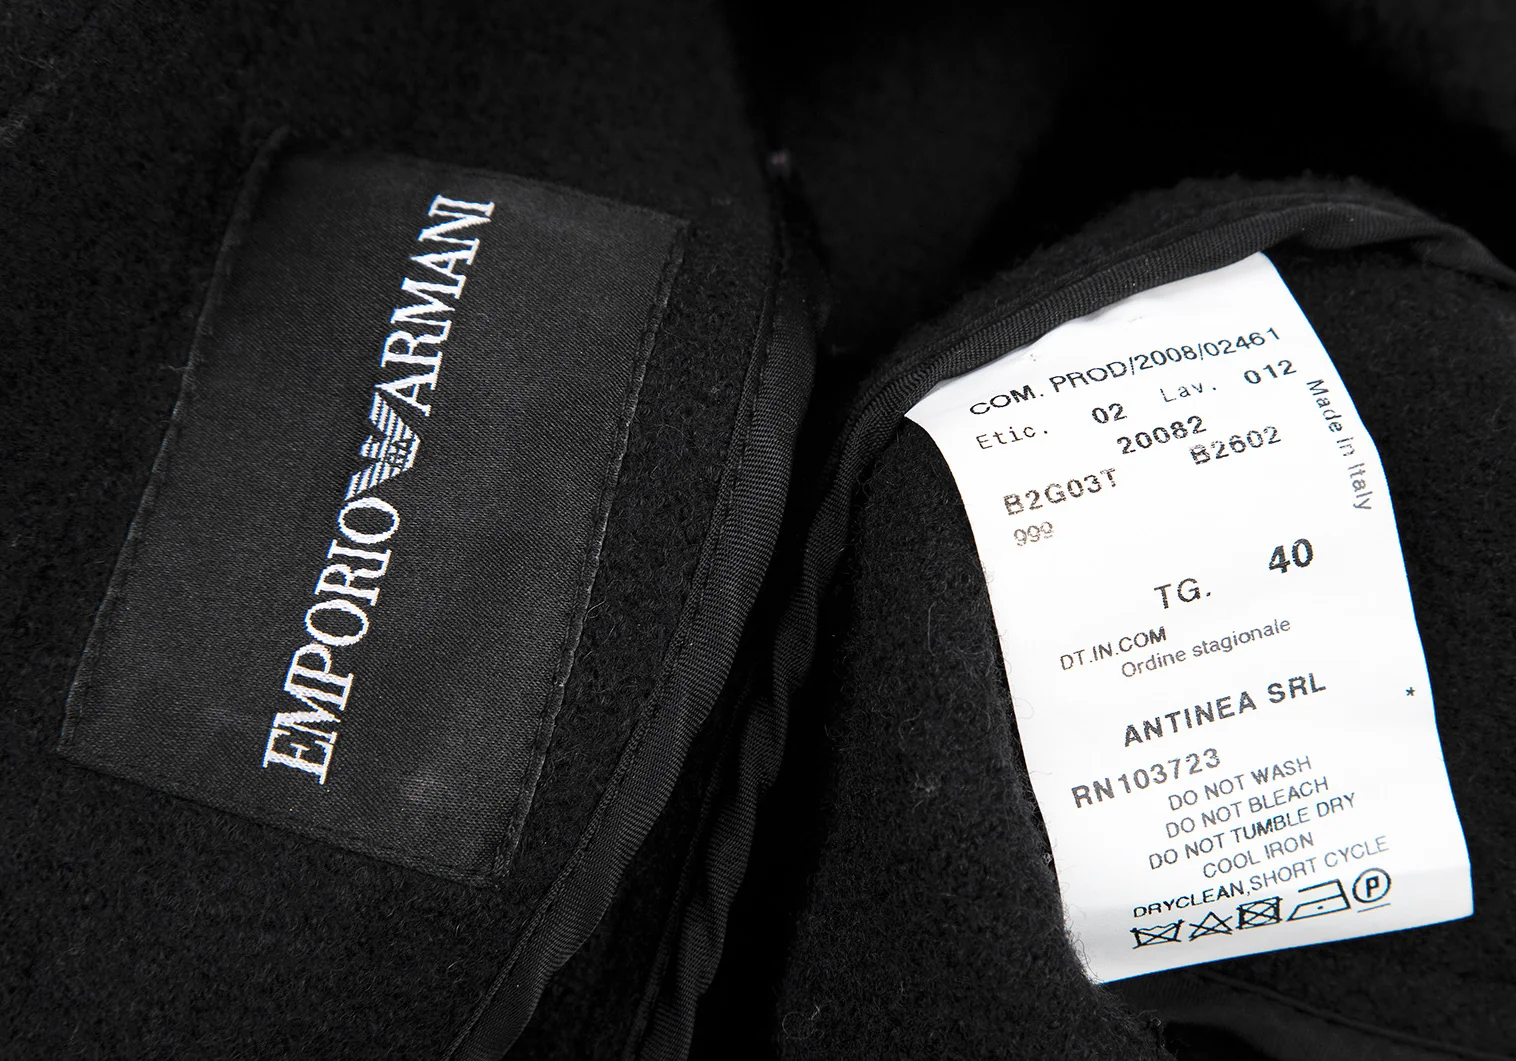 EMPORIO ARMANI
COM. PROD/2008/02461
Etic. 02 Lav. 012
20082
B2G03T B2602
999
Made in Italy
TG. 40
DT.IN.COM
Ordine stagionale
*
ANTINEA SRL
RN103723
DO NOT WASH
DO NOT BLEACH
DO NOT TUMBLE DRY
COOL IRON
DRYCLEAN,SHORT CYCLE
P